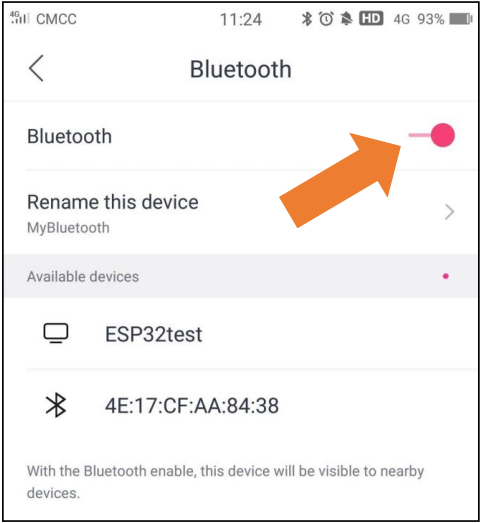 4G CMCC 11:24 HD 4G 93%
Bluetooth
Bluetooth
Rename this device
MyBluetooth
Available devices
ESP32test
4E:17:CF:AA:84:38
With the Bluetooth enable, this device will be visible to nearby
devices.